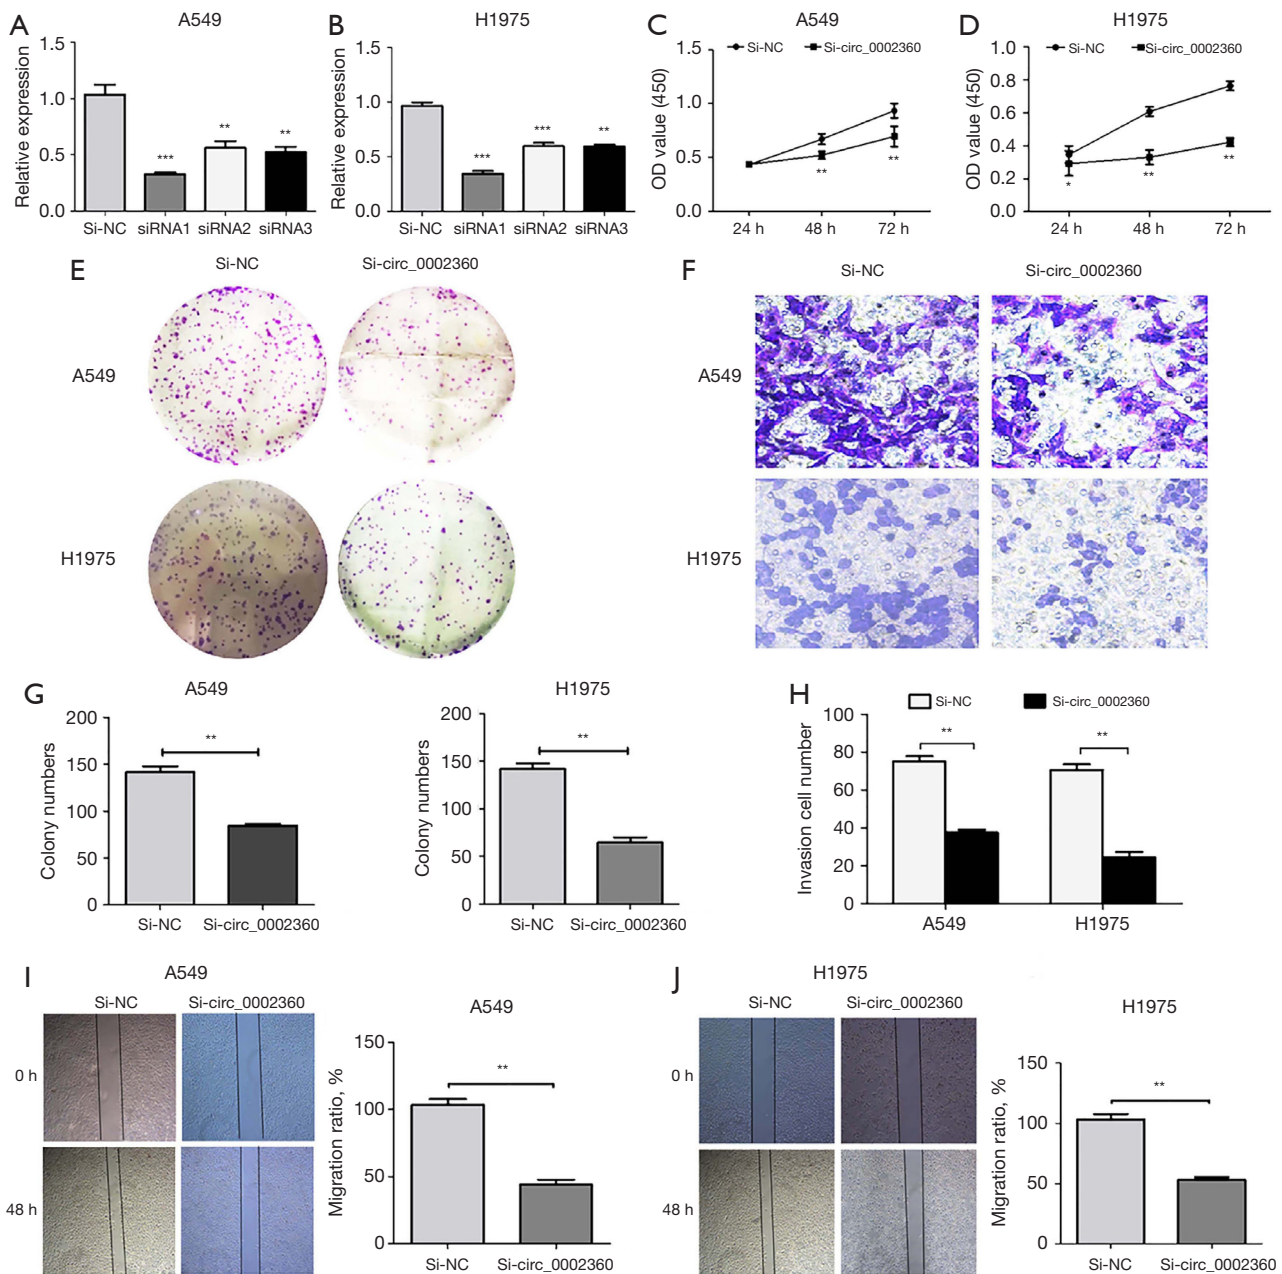 A
A549
Relative expression
1.5
1.0
0.5
0.0
***
**
**
Si-NC
siRNA1
siRNA2
siRNA3
B
H1975
Relative expression
1.5
1.0
0.5
0.0
***
***
**
Si-NC
siRNA1
siRNA2
siRNA3
C
A549
Si-NC
Si-circ_0002360
OD value (450)
1.5
1.0
0.5
0.0
**
**
24 h
48 h
72 h
D
H1975
Si-NC
Si-circ_0002360
OD value (450)
1.0
0.8
0.6
0.4
0.2
0.0
*
**
**
24 h
48 h
72 h
E
Si-NC
Si-circ_0002360
A549
H1975
F
Si-NC
Si-circ_0002360
A549
H1975
G
A549
Colony numbers
200
150
100
50
0
**
Si-NC
Si-circ_0002360
H1975
Colony numbers
200
150
100
50
0
**
Si-NC
Si-circ_0002360
H
Si-NC
Si-circ_0002360
Invasion cell number
100
80
60
40
20
0
**
**
A549
H1975
I
A549
Si-NC
Si-circ_0002360
0 h
48 h
A549
Migration ratio, %
150
100
50
0
**
Si-NC
Si-circ_0002360
J
H1975
Si-NC
Si-circ_0002360
0 h
48 h
H1975
Migration ratio, %
150
100
50
0
**
Si-NC
Si-circ_0002360